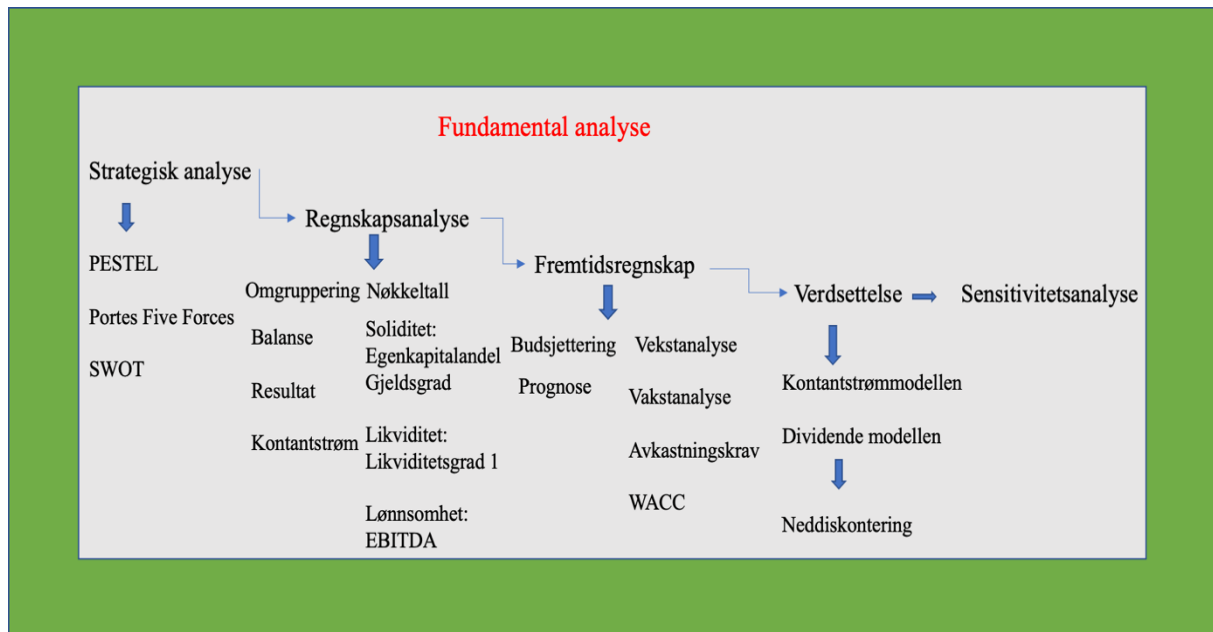 Fundamental analyse
Strategisk analyse
PESTEL
Portes Five Forces
SWOT
Regnskapsanalyse
Omgruppering
Balanse
Resultat
Kontantstrøm
Nøkkeltall
Soliditet:
Egenkapitalandel
Gjeldsgrad
Likviditet:
Likviditetsgrad 1
Lønnsomhet:
EBITDA
Fremtidsregnskap
Budsjettering
Prognose
Vekstanalyse
Vakstanalyse
Avkastningskrav
WACC
Verdsettelse
Kontantstrømmodellen
Dividende modellen
Neddiskontering
Sensitivitetsanalyse